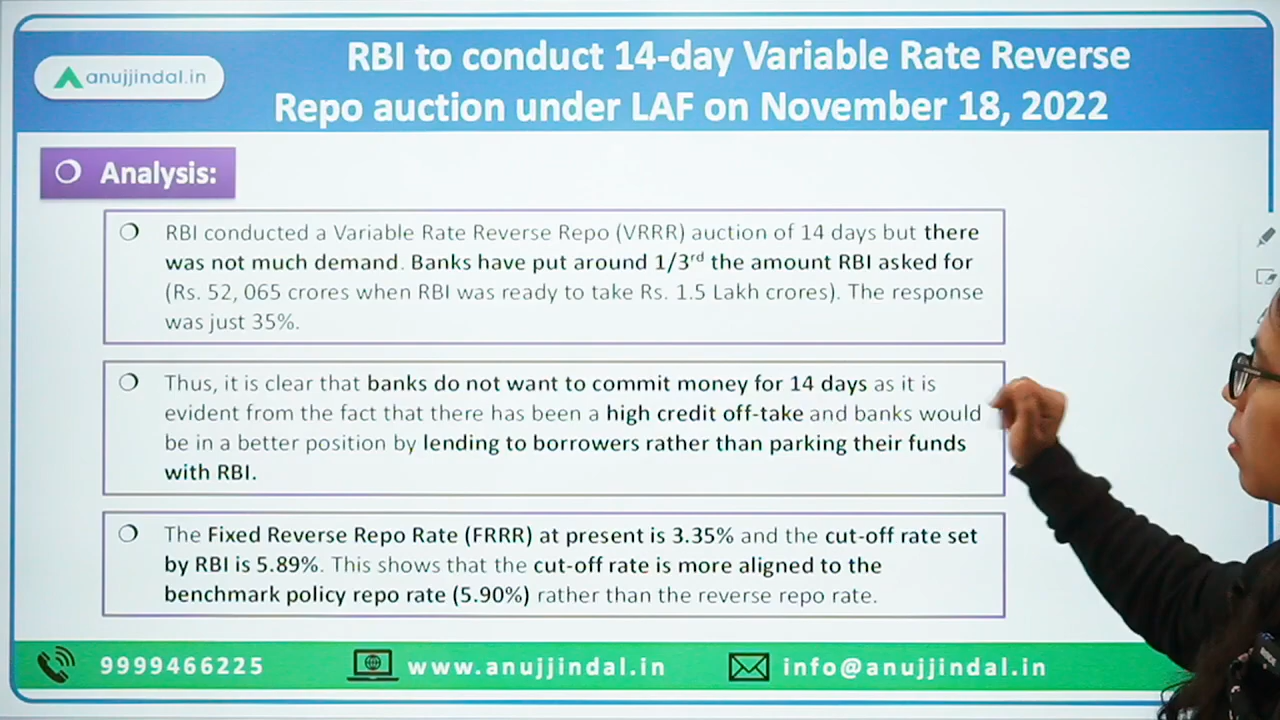 anujjindal.in
RBI to conduct 14-day Variable Rate Reverse
Repo auction under LAF on November 18, 2022
Analysis:
RBI conducted a Variable Rate Reverse Repo (VRRR) auction of 14 days but there
was not much demand. Banks have put around 1/3rd the amount RBI asked for
(Rs. 52, 065 crores when RBI was ready to take Rs. 1.5 Lakh crores). The response
was just 35%.
Thus, it is clear that banks do not want to commit money for 14 days as it is
evident from the fact that there has been a high credit off-take and banks would
be in a better position by lending to borrowers rather than parking their funds
with RBI.
The Fixed Reverse Repo Rate (FRRR) at present is 3.35% and the cut-off rate set
by RBI is 5.89%. This shows that the cut-off rate is more aligned to the
benchmark policy repo rate (5.90%) rather than the reverse repo rate.
9999466225 www.anujjindal.in info@anujjindal.in